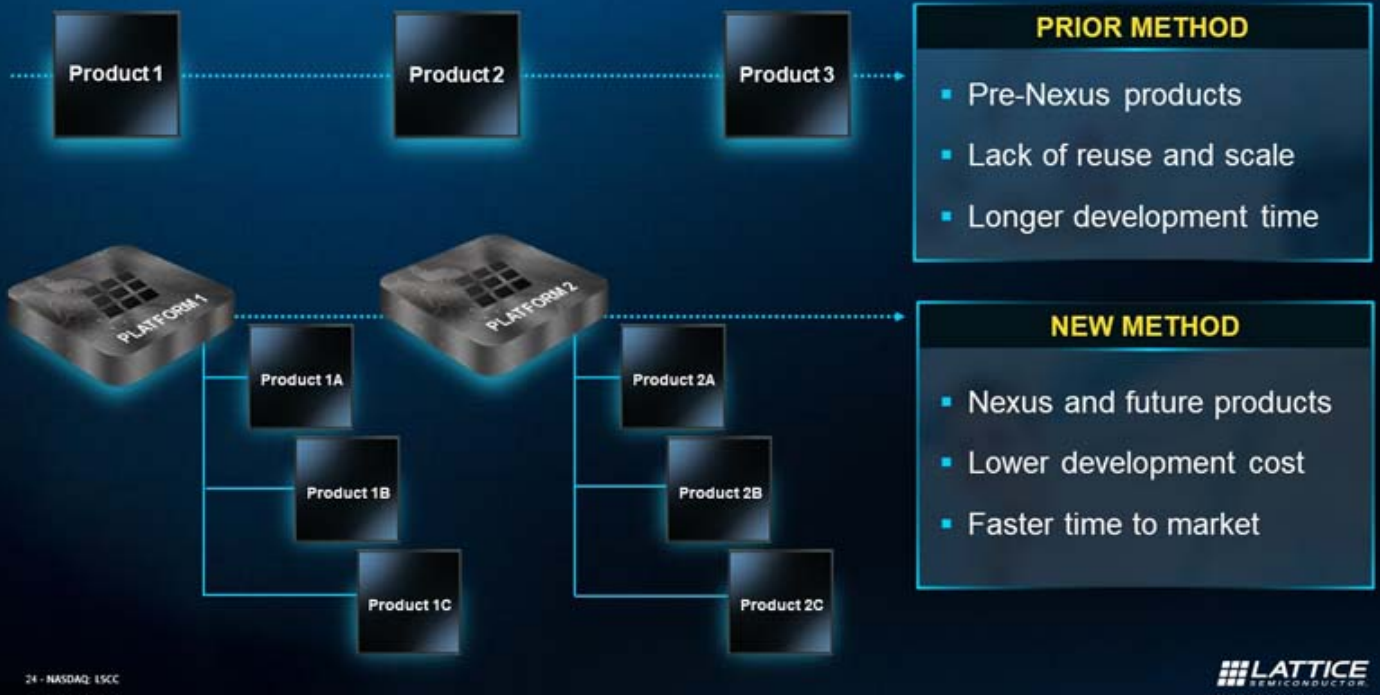 Product 1
Product 2
Product 3
PRIOR METHOD
▪ Pre-Nexus products
▪ Lack of reuse and scale
▪ Longer development time
PLATFORM 1
PLATFORM 2
Product 1A
Product 1B
Product 1C
Product 2A
Product 2B
Product 2C
NEW METHOD
▪ Nexus and future products
▪ Lower development cost
▪ Faster time to market
24 - NASDAQ: LSCC
LATTICE
SEMICONDUCTOR.